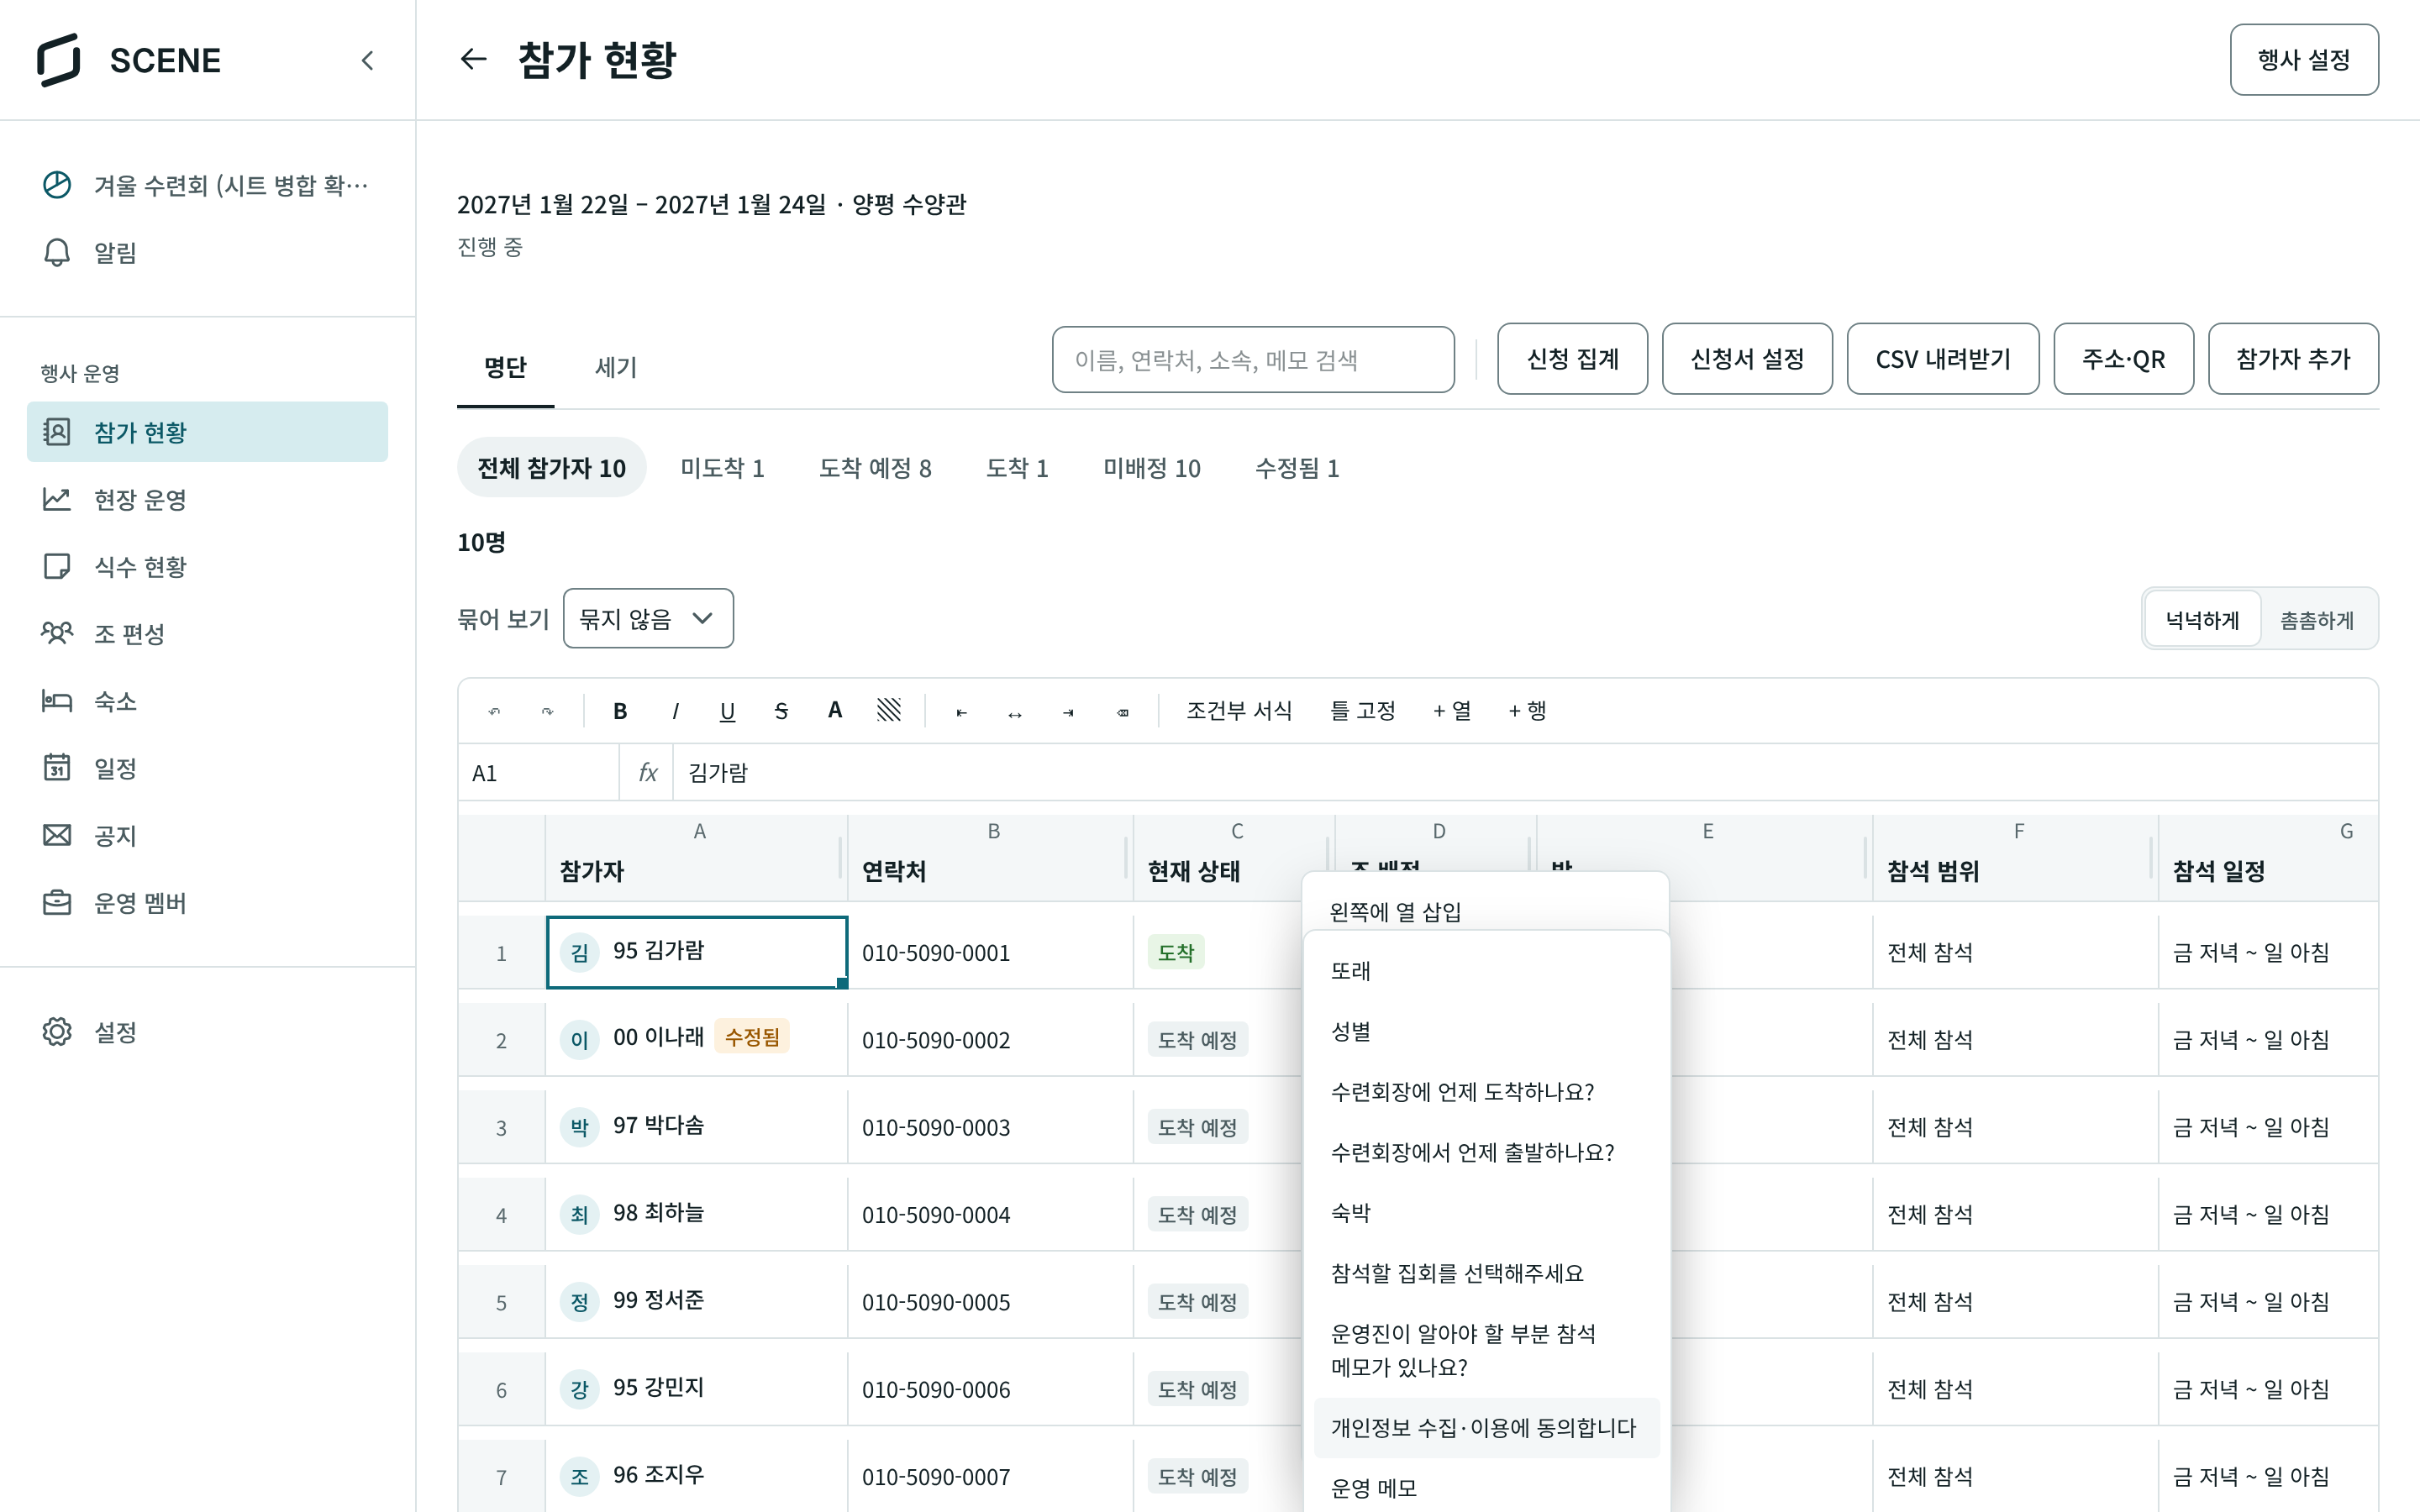 SCENE
참가 현황
행사 설정
겨울 수련회 (시트 병합 확…
알림
2027년 1월 22일 – 2027년 1월 24일 · 양평 수양관
진행 중
행사 운영
참가 현황
현장 운영
식수 현황
조 편성
숙소
일정
공지
운영 멤버
설정
명단
세기
이름, 연락처, 소속, 메모 검색
신청 집계
신청서 설정
CSV 내려받기
주소·QR
참가자 추가
전체 참가자 10
미도착 1
도착 예정 8
도착 1
미배정 10
수정됨 1
10명
묶어 보기
묶지 않음
넉넉하게
촘촘하게
B I U S A
조건부 서식
틀 고정
+ 열
+ 행
A1
fx
김가람
A B C D E F G
참가자 연락처 현재 상태 조 배정 방 참석 범위 참석 일정
1 김 95 김가람 010-5090-0001 도착 전체 참석 금 저녁 ~ 일 아침
2 이 00 이나래 수정됨 010-5090-0002 도착 예정 전체 참석 금 저녁 ~ 일 아침
3 박 97 박다솜 010-5090-0003 도착 예정 전체 참석 금 저녁 ~ 일 아침
4 최 98 최하늘 010-5090-0004 도착 예정 전체 참석 금 저녁 ~ 일 아침
5 정 99 정서준 010-5090-0005 도착 예정 전체 참석 금 저녁 ~ 일 아침
6 강 95 강민지 010-5090-0006 도착 예정 전체 참석 금 저녁 ~ 일 아침
7 조 96 조지우 010-5090-0007 도착 예정 전체 참석 금 저녁 ~ 일 아침
왼쪽에 열 삽입
또래
성별
수련회장에 언제 도착하나요?
수련회장에서 언제 출발하나요?
숙박
참석할 집회를 선택해주세요
운영진이 알아야 할 부분 참석
메모가 있나요?
개인정보 수집·이용에 동의합니다
운영 메모